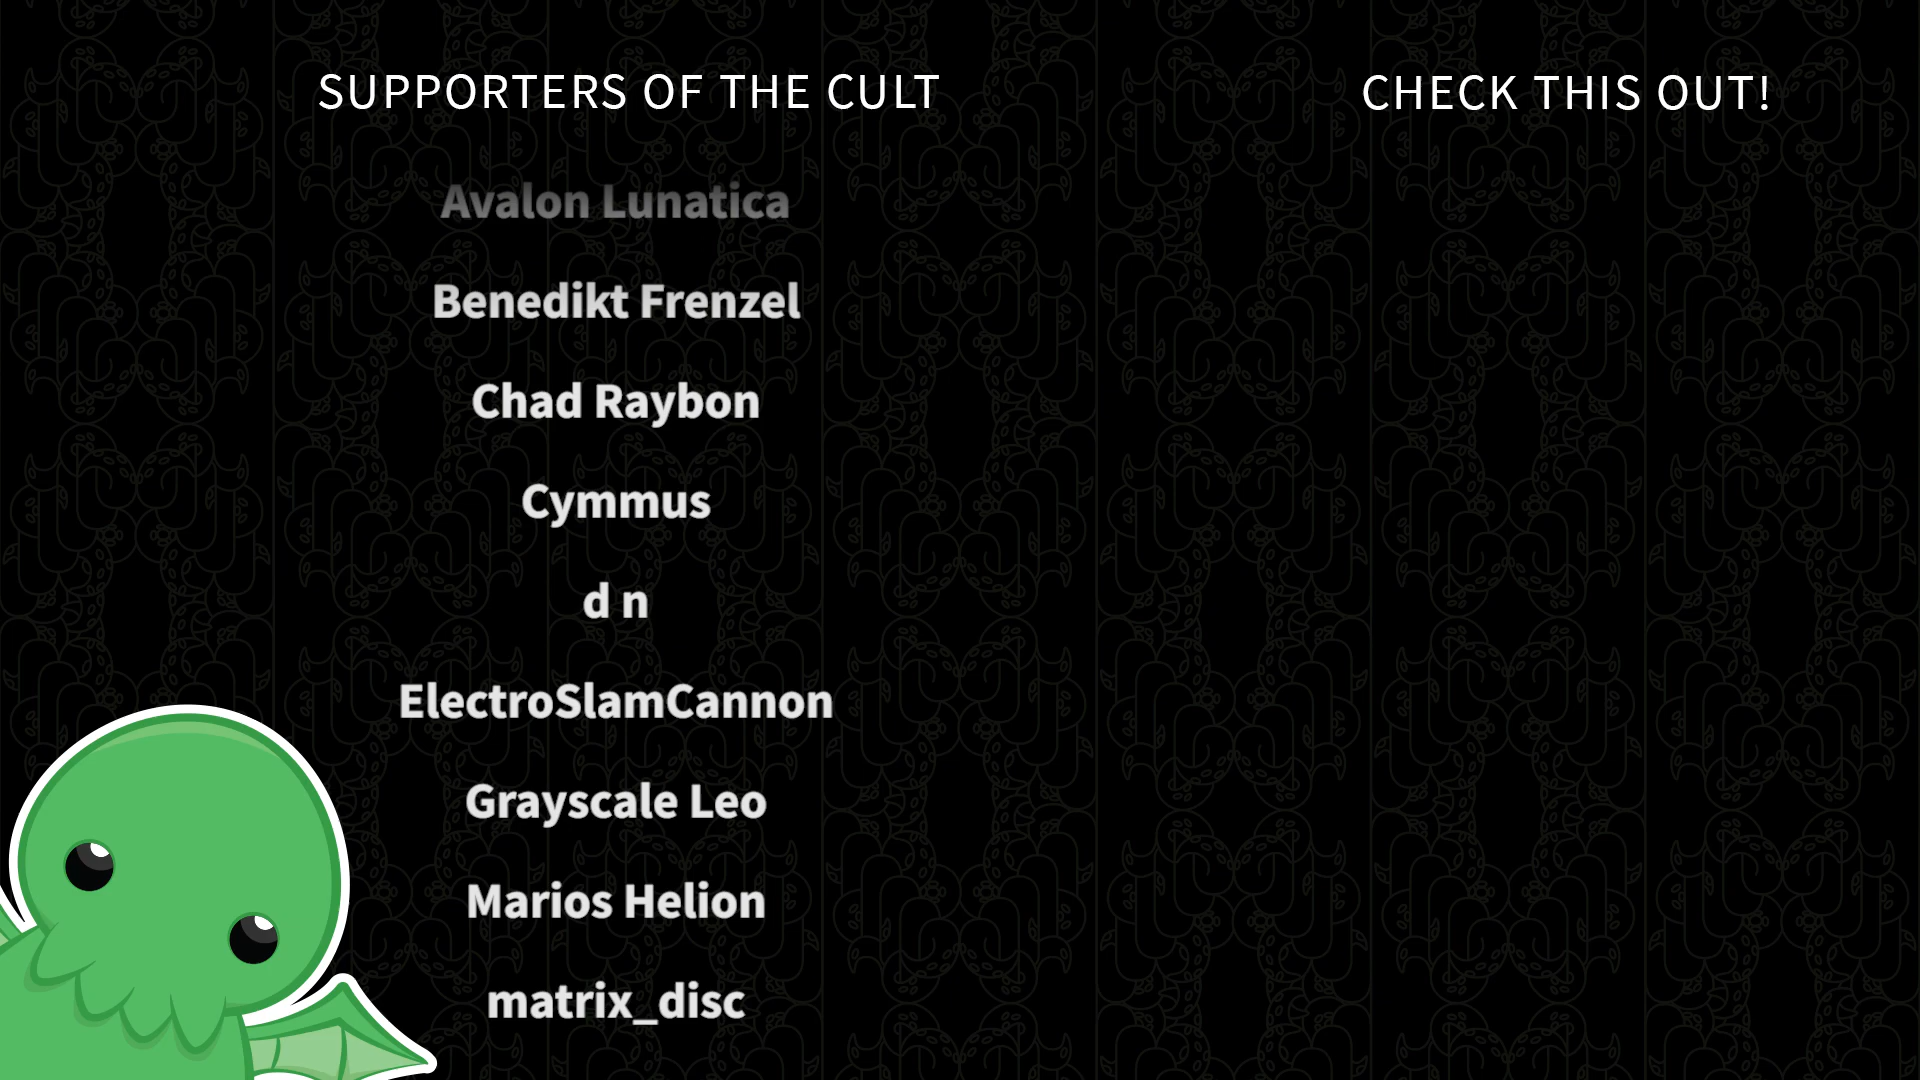 SUPPORTERS OF THE CULT
CHECK THIS OUT!
Avalon Lunatica
Benedikt Frenzel
Chad Raybon
Cymmus
d n
ElectroSlamCannon
Grayscale Leo
Marios Helion
matrix_disc